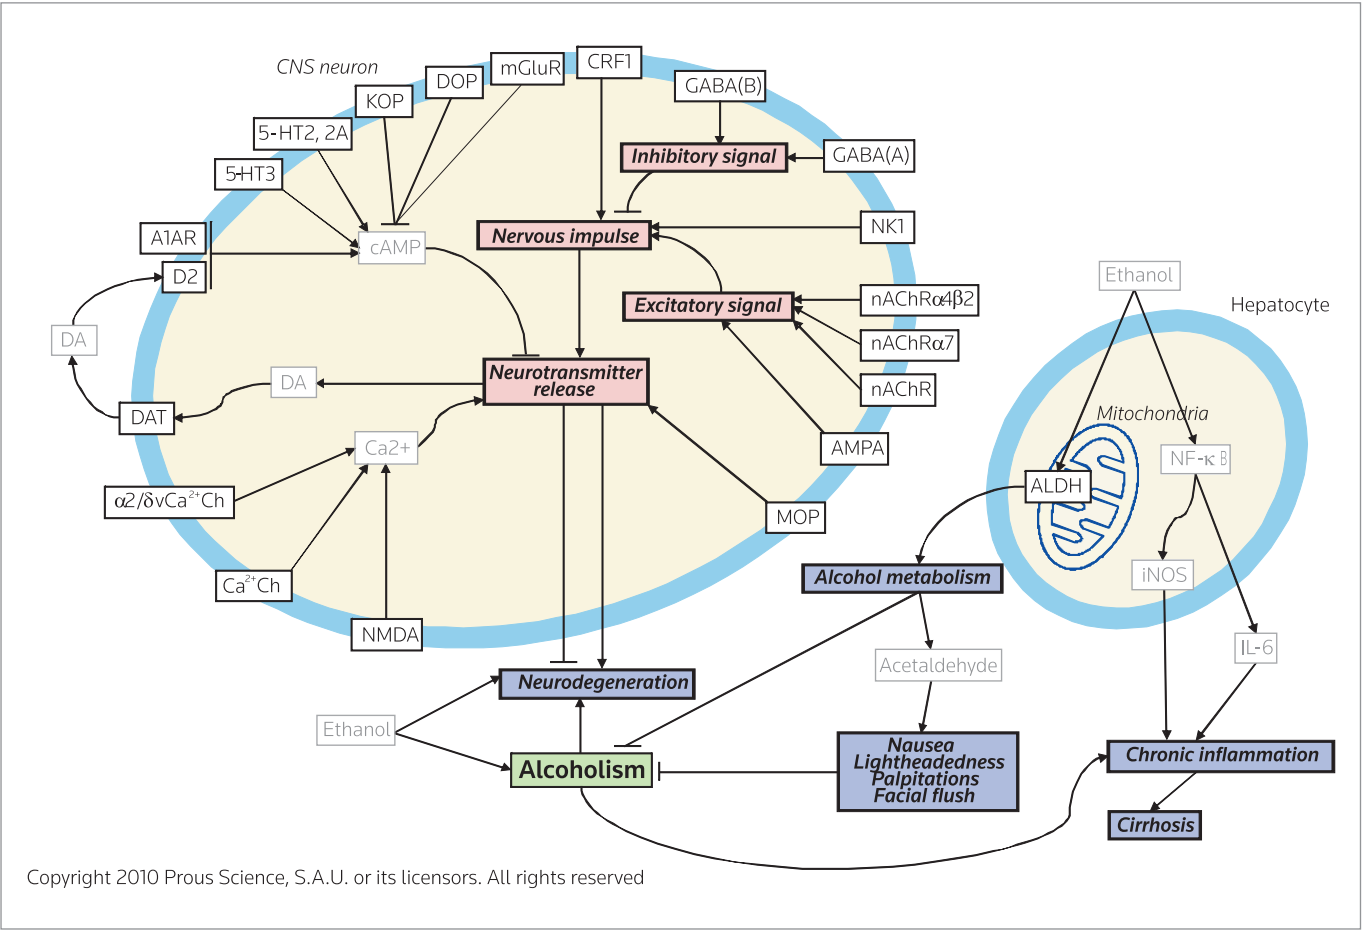 CNS neuron
mGluR
CRF1
DOP
KOP
GABA(B)
5-HT2, 2A
Inhibitory signal
GABA(A)
5-HT3
A1AR
cAMP
Nervous impulse
NK1
D2
Ethanol
Excitatory signal
nAChRα4β2
Hepatocyte
DA
nAChRα7
Neurotransmitter
release
DA
nAChR
DAT
Mitochondria
Ca2+
AMPA
NF-κB
ALDH
α2/δvCa²⁺Ch
MOP
Ca²⁺Ch
Alcohol metabolism
iNOS
NMDA
IL-6
Acetaldehyde
Neurodegeneration
Ethanol
Nausea
Lightheadedness
Palpitations
Facial flush
Chronic inflammation
Alcoholism
Cirrhosis
Copyright 2010 Prous Science, S.A.U. or its licensors. All rights reserved